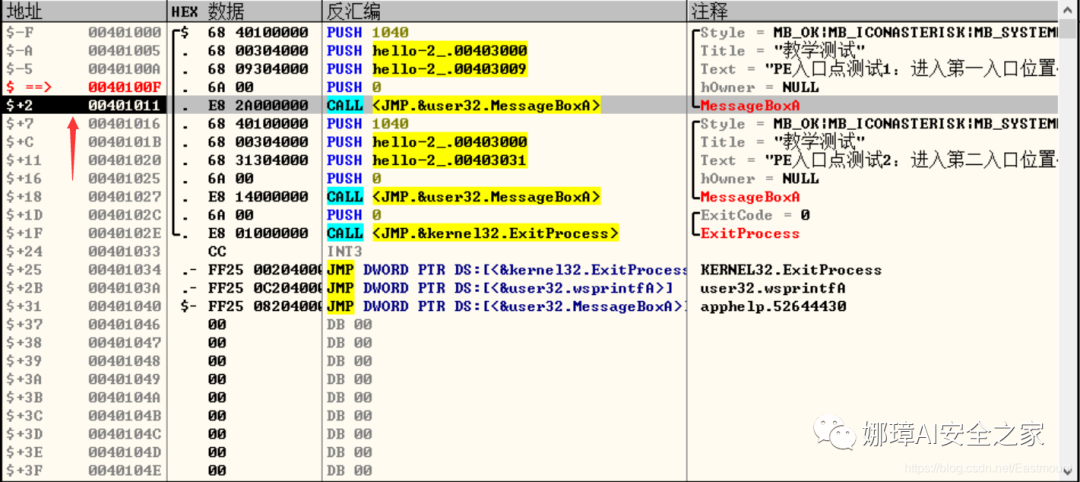 地址 HEX 数据 反汇编 注释
$-F 00401000 $ 68 40100000 PUSH 1040 Style = MB_OK|MB_ICONASTERISK|MB_SYSTEMM
$-A 00401005 . 68 00304000 PUSH hello-2_.00403000 Title = "教学测试"
$-5 0040100A . 68 09304000 PUSH hello-2_.00403009 Text = "PE入口点测试1：进入第一入口位置
$ ==> 0040100F . 6A 00 PUSH 0 hOwner = NULL
$+2 00401011 . E8 2A000000 CALL <JMP.&user32.MessageBoxA> MessageBoxA
$+7 00401016 . 68 40100000 PUSH 1040 Style = MB_OK|MB_ICONASTERISK|MB_SYSTEMM
$+C 0040101B . 68 00304000 PUSH hello-2_.00403000 Title = "教学测试"
$+11 00401020 . 68 31304000 PUSH hello-2_.00403031 Text = "PE入口点测试2：进入第二入口位置
$+16 00401025 . 6A 00 PUSH 0 hOwner = NULL
$+18 00401027 . E8 14000000 CALL <JMP.&user32.MessageBoxA> MessageBoxA
$+1D 0040102C . 6A 00 PUSH 0 ExitCode = 0
$+1F 0040102E . E8 01000000 CALL <JMP.&kernel32.ExitProcess> ExitProcess
$+24 00401033 CC INT3
$+25 00401034 .- FF25 00204000 JMP DWORD PTR DS:[<&kernel32.ExitProcess KERNEL32.ExitProcess
$+2B 0040103A .- FF25 0C204000 JMP DWORD PTR DS:[<&user32.wsprintfA>] user32.wsprintfA
$+31 00401040 $- FF25 08204000 JMP DWORD PTR DS:[<&user32.MessageBoxA>] apphelp.52644430
$+37 00401046 00 DB 00
$+38 00401047 00 DB 00
$+39 00401048 00 DB 00
$+3A 00401049 00 DB 00
$+3B 0040104A 00 DB 00
$+3C 0040104B 00 DB 00
$+3D 0040104C 00 DB 00
$+3E 0040104D 00 DB 00
$+3F 0040104E 00 DB 00
娜璋AI安全之家
https://blog.csdn.net/Eastmount